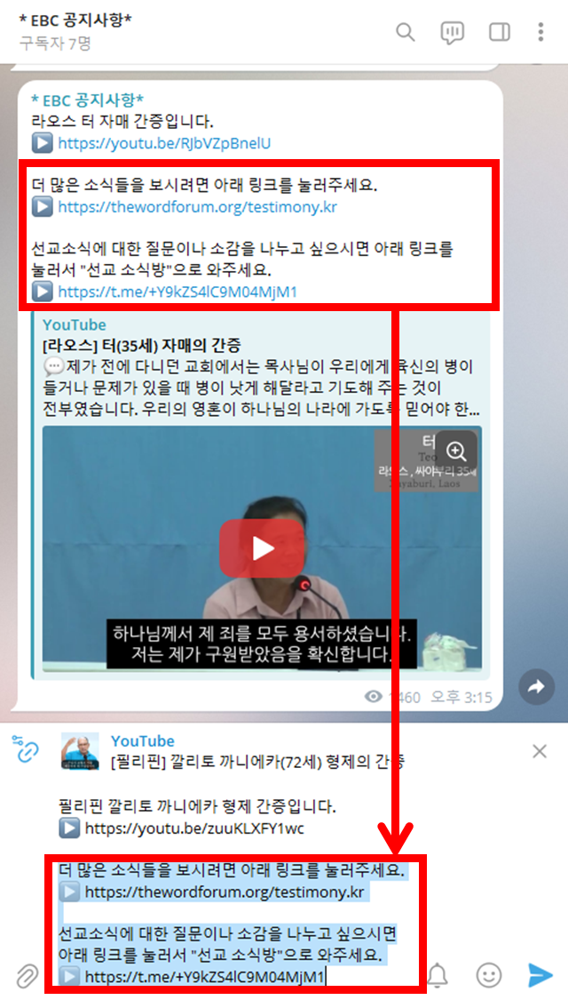 * EBC 공지사항*
구독자 7명
* EBC 공지사항*
라오스 터 자매 간증입니다.
https://youtu.be/RJbVZpBnelU
더 많은 소식들을 보시려면 아래 링크를 눌러주세요.
https://thewordforum.org/testimony.kr
선교소식에 대한 질문이나 소감을 나누고 싶으시면 아래 링크를
눌러서 "선교 소식방"으로 와주세요.
https://t.me/+Y9kZS4lC9M04MjM1
YouTube
[라오스] 터(35세) 자매의 간증
제가 전에 다니던 교회에서는 목사님이 우리에게 육신의 병이
들거나 문제가 있을 때 병이 낫게 해달라고 기도해 주는 것이
전부였습니다. 우리의 영혼이 하나님의 나라에 가도록 믿어야 한...
터
Teo
라오스, 싸야부리 35세
Xayaburi, Laos
하나님께서 제 죄를 모두 용서하셨습니다.
저는 제가 구원받았음을 확신합니다.
오후 3:15
YouTube
[필리핀] 깔리토 까니에카(72세) 형제의 간증
필리핀 깔리토 까니에카 형제 간증입니다.
https://youtu.be/zuuKLXFY1wc
더 많은 소식들을 보시려면 아래 링크를 눌러주세요.
https://thewordforum.org/testimony.kr
선교소식에 대한 질문이나 소감을 나누고 싶으시면
아래 링크를 눌러서 "선교 소식방"으로 와주세요.
https://t.me/+Y9kZS4lC9M04MjM1